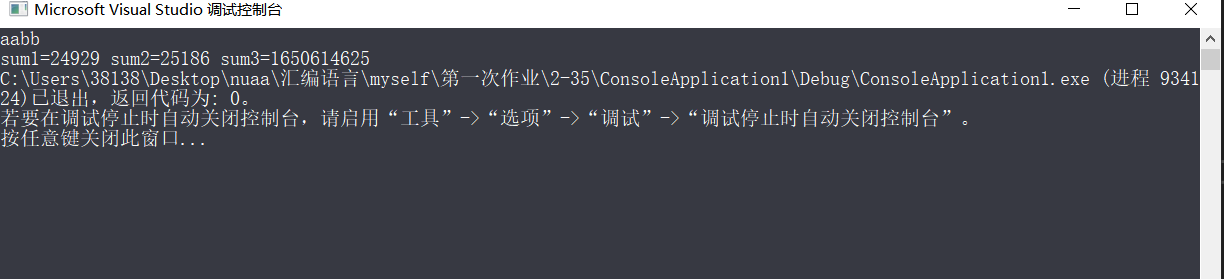 Microsoft Visual Studio 调试控制台
aabb
sum1=24929 sum2=25186 sum3=1650614625
C:\Users\38138\Desktop\nuaa\汇编语言\myself\第一次作业\2-35\ConsoleApplication1\Debug\ConsoleApplication1.exe (进程 9341
24)已退出，返回代码为: 0。
若要在调试停止时自动关闭控制台，请启用“工具”->“选项”->“调试”->“调试停止时自动关闭控制台”。
按任意键关闭此窗口...